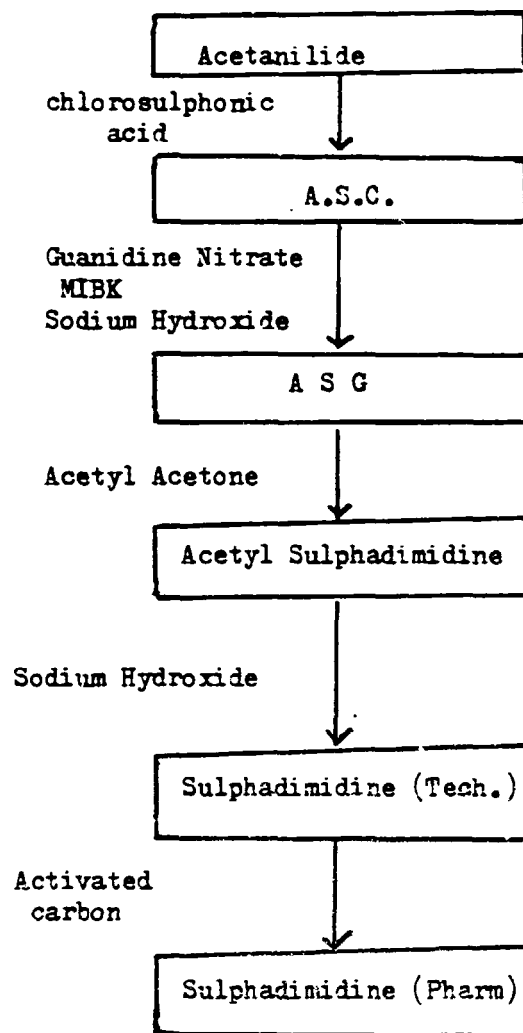 Acetanilide
chlorosulphonic
acid
A.S.C.
Guanidine Nitrate
MIBK
Sodium Hydroxide
A S G
Acetyl Acetone
Acetyl Sulphadimidine
Sodium Hydroxide
Sulphadimidine (Tech.)
Activated
carbon
Sulphadimidine (Pharm)